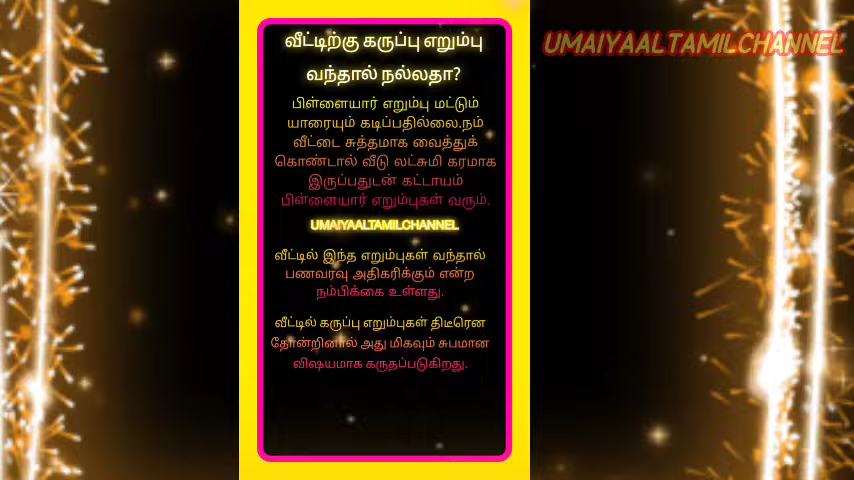 UMAIYAALTAMILCHANNEL
வீட்டிற்கு கருப்பு எறும்பு
வந்தால் நல்லதா?
பிள்ளையார் எறும்பு மட்டும்
யாரையும் கடிப்பதில்லை.நம்
வீட்டை சுத்தமாக வைத்துக்
கொண்டால் வீடு லட்சுமி கரமாக
இருப்பதுடன் கட்டாயம்
பிள்ளையார் எறும்புகள் வரும்.
UMAIYAALTAMILCHANNEL
வீட்டில் இந்த எறும்புகள் வந்தால்
பணவரவு அதிகரிக்கும் என்ற
நம்பிக்கை உள்ளது.
வீட்டில் கருப்பு எறும்புகள் திடீரென
தோன்றினால் அது மிகவும் சுபமான
விஷயமாக கருதப்படுகிறது.